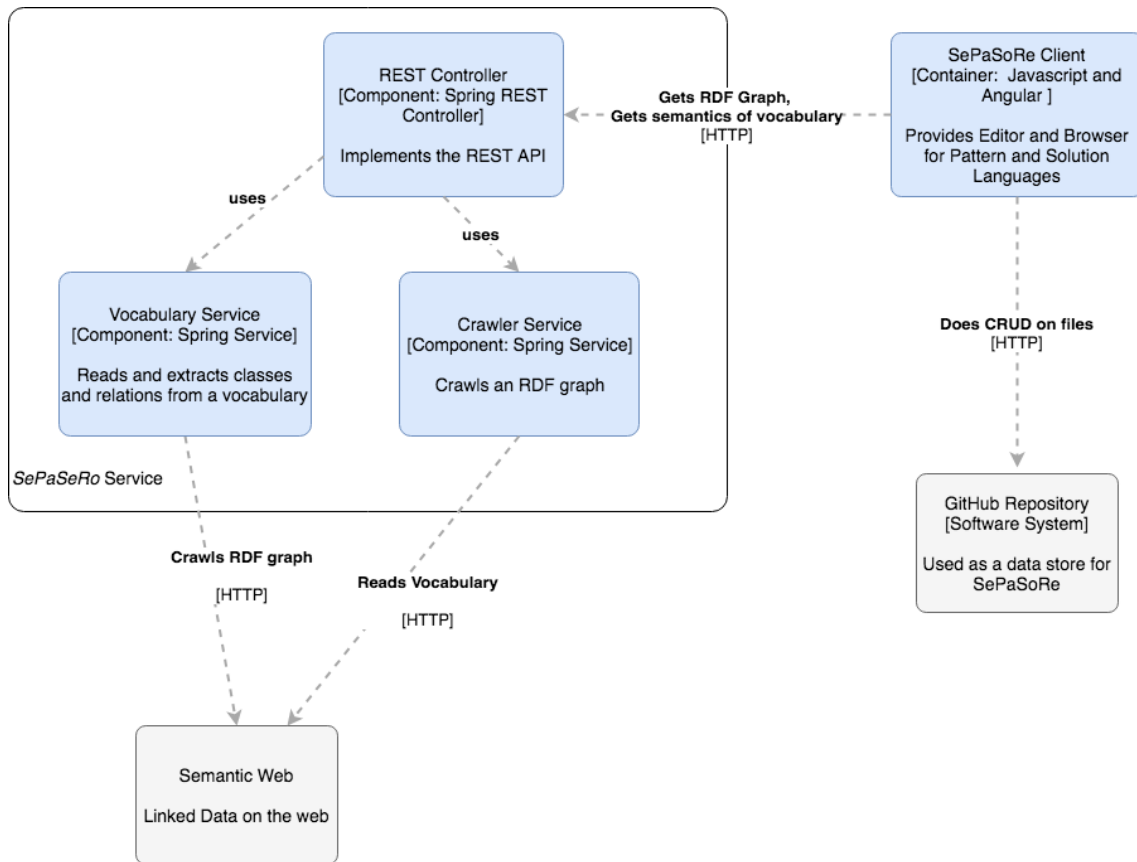 REST Controller
[Component: Spring REST
Controller]
Implements the REST API
SePaSoRe Client
[Container:  Javascript and
Angular ]
Provides Editor and Browser
for Pattern and Solution
Languages
Gets RDF Graph,
Gets semantics of vocabulary
[HTTP]
uses
uses
Vocabulary Service
[Component: Spring Service]
Reads and extracts classes
and relations from a vocabulary
Crawler Service
[Component: Spring Service]
Crawls an RDF graph
Does CRUD on files
[HTTP]
SePaSeRo Service
GitHub Repository
[Software System]
Used as a data store for
SePaSoRe
Crawls RDF graph
[HTTP]
Reads Vocabulary
[HTTP]
Semantic Web
Linked Data on the web